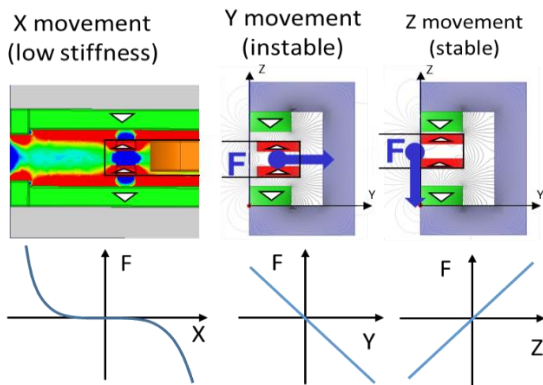 X movement
(low stiffness)
Y movement
(instable)
Z movement
(stable)
Z
F
Y
Z
F
Y
F
X
F
Y
F
Z